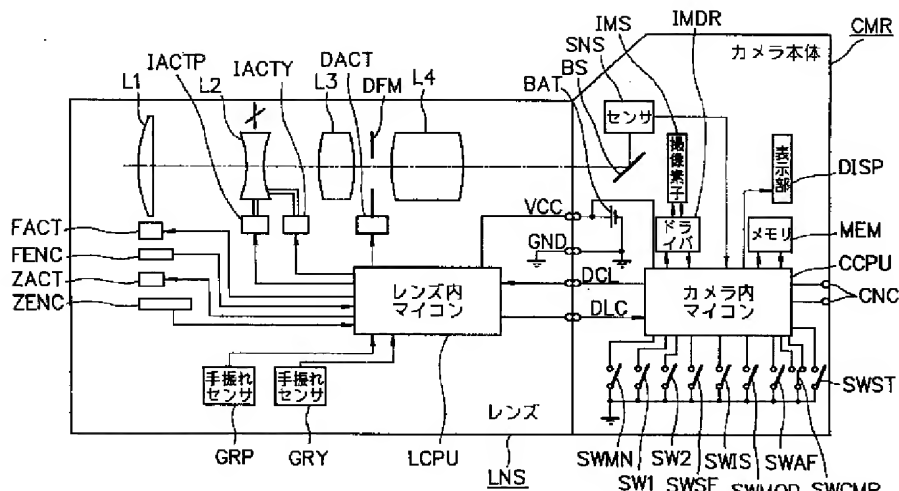 IMS IMDR
SNS
CMR
IACTP DACT BS カメラ本体
L2 IACTY L3 DFM BAT
L1 L4
センサ
撮像素子
表示部
DISP
FACT
VCC
ドライバ
メモリ
MEM
FENC
GND
CCPU
ZACT
DCL
レンズ内マイコン
カメラ内マイコン
CNC
ZENC
DLC
手振れセンサ
手振れセンサ
SWST
レンズ
GRP GRY LCPU LNS
SWMN SW2 SWIS SWAF
SW1 SWSF SWMOD SWCMR